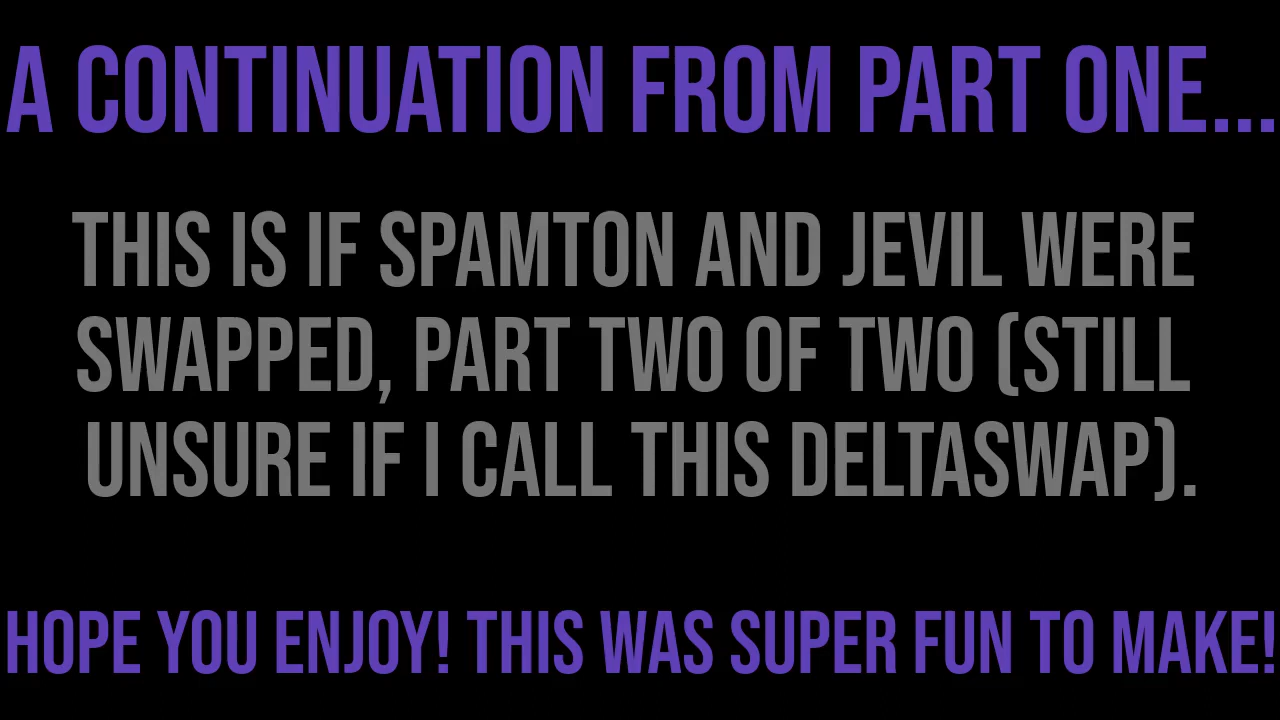 A CONTINUATION FROM PART ONE...
THIS IS IF SPAMTON AND JEVIL WERE
SWAPPED, PART TWO OF TWO (STILL
UNSURE IF I CALL THIS DELTASWAP).
HOPE YOU ENJOY! THIS WAS SUPER FUN TO MAKE!